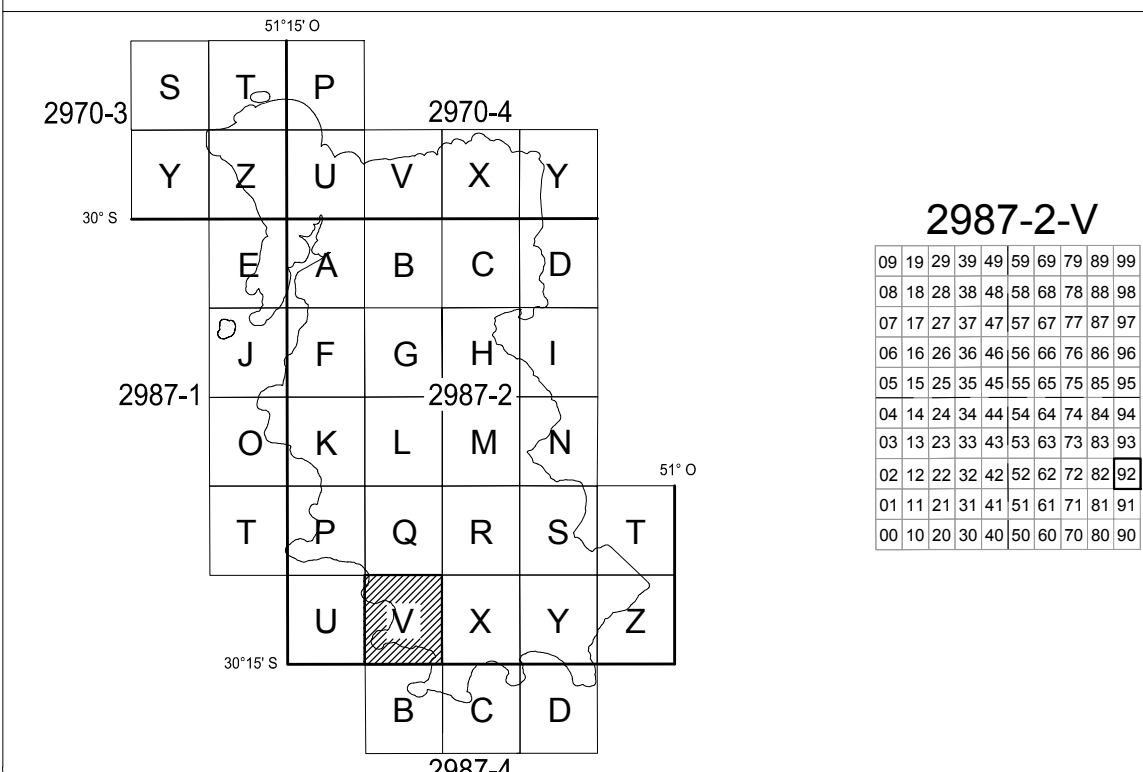 51°15' O
S T P
2970-3 2970-4
Y Z U V X Y
30° S
E A B C D
J F G H I
2987-1 2987-2
O K L M N
51° O
T P Q R S T
U V X Y Z
30°15' S
B C D
2987-4
2987-2-V
09 19 29 39 49 59 69 79 89 99
08 18 28 38 48 58 68 78 88 98
07 17 27 37 47 57 67 77 87 97
06 16 26 36 46 56 66 76 86 96
05 15 25 35 45 55 65 75 85 95
04 14 24 34 44 54 64 74 84 94
03 13 23 33 43 53 63 73 83 93
02 12 22 32 42 52 62 72 82 92
01 11 21 31 41 51 61 71 81 91
00 10 20 30 40 50 60 70 80 90